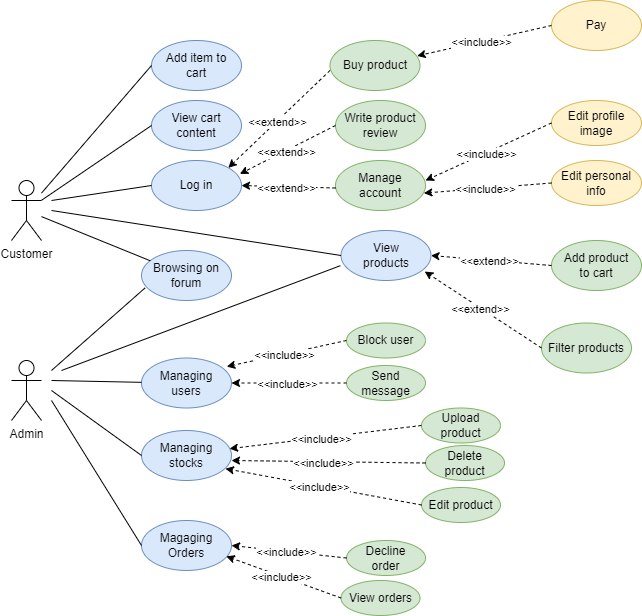 Pay
<<include>>
Add item to
cart
Buy product
View cart
content
<<extend>>
Write product
review
Edit profile
image
<<extend>>
<<include>>
Log in
<<extend>>
Manage
account
<<include>>
Edit personal
info
Customer
View
products
Browsing on
forum
<<extend>>
Add product
to cart
<<extend>>
Block user
Filter products
<<include>>
Managing
users
<<include>>
Send
message
Admin
Upload
product
Managing
stocks
<<include>>
<<include>>
Delete
product
<<include>>
Edit product
Magaging
Orders
<<include>>
Decline
order
<<include>>
View orders